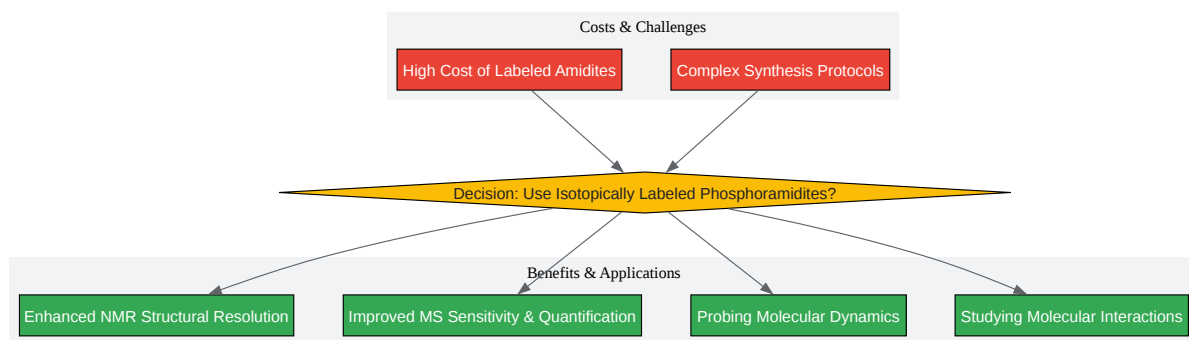 Costs & Challenges
High Cost of Labeled Amidites
Complex Synthesis Protocols
Decision: Use Isotopically Labeled Phosphoramidites?
Benefits & Applications
Enhanced NMR Structural Resolution
Improved MS Sensitivity & Quantification
Probing Molecular Dynamics
Studying Molecular Interactions